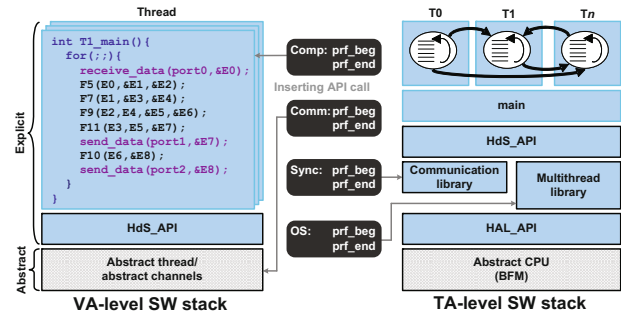 Thread
int T1_main(){
for(;;){
receive_data(port0,&E0);
F5(E0,&E1,&E2);
F7(E1,&E3,&E4);
F9(E2,E4,&E5,&E6);
F11(E3,E5,&E7);
send_data(port1,&E7);
F10(E6,&E8);
send_data(port2,&E8);
}
}
HdS_API
Abstract thread/
abstract channels
Explicit
Abstract
VA-level SW stack
Comp: prf_beg
prf_end
Inserting API call
Comm: prf_beg
prf_end
Sync: prf_beg
prf_end
OS: prf_beg
prf_end
T0 T1 Tn
main
HdS_API
Communication
library
Multithread
library
HAL_API
Abstract CPU
(BFM)
TA-level SW stack